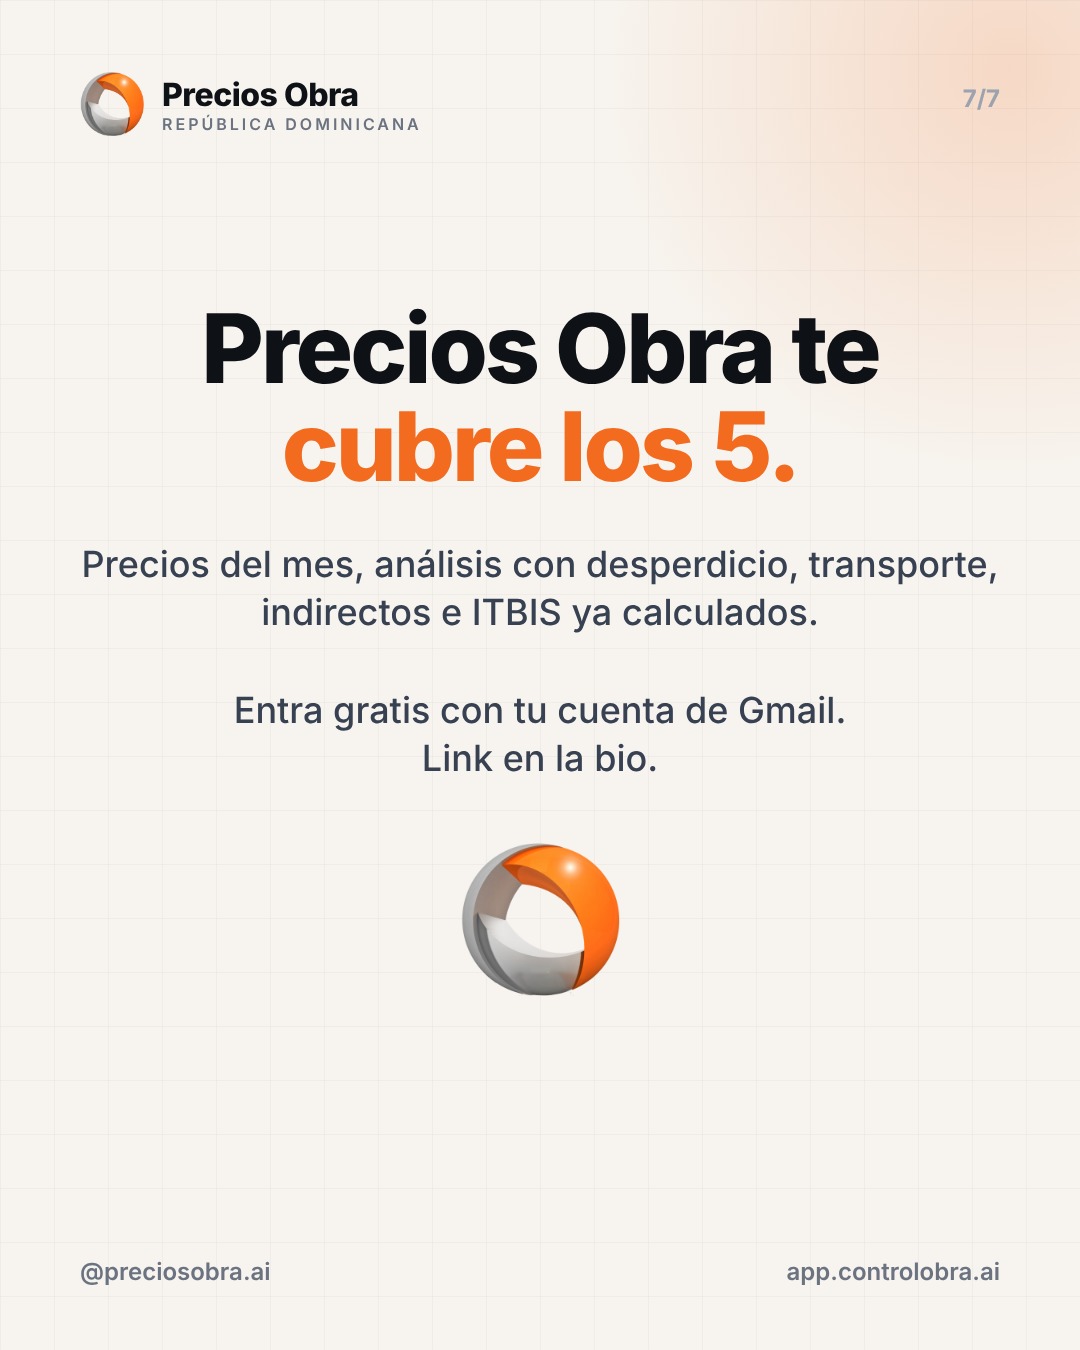 Precios Obra
REPÚBLICA DOMINICANA
7/7
Precios Obra te
cubre los 5.
Precios del mes, análisis con desperdicio, transporte,
indirectos e ITBIS ya calculados.
Entra gratis con tu cuenta de Gmail.
Link en la bio.
@preciosobra.ai
app.controlobra.ai